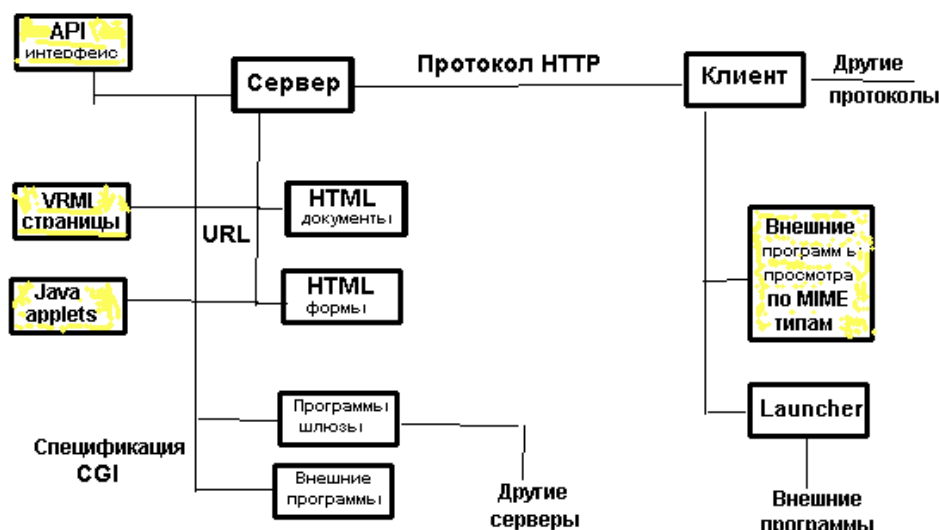 API
интерфейс
Сервер
Протокол HTTP
Клиент
Другие
протоколы
VRML
страницы
URL
HTML
документы
Java
applets
HTML
формы
Внешние
программы
просмотра
по MIME
типам
Программы
шлюзы
Launcher
Спецификация
CGI
Внешние
программы
Другие
серверы
Внешние
программы